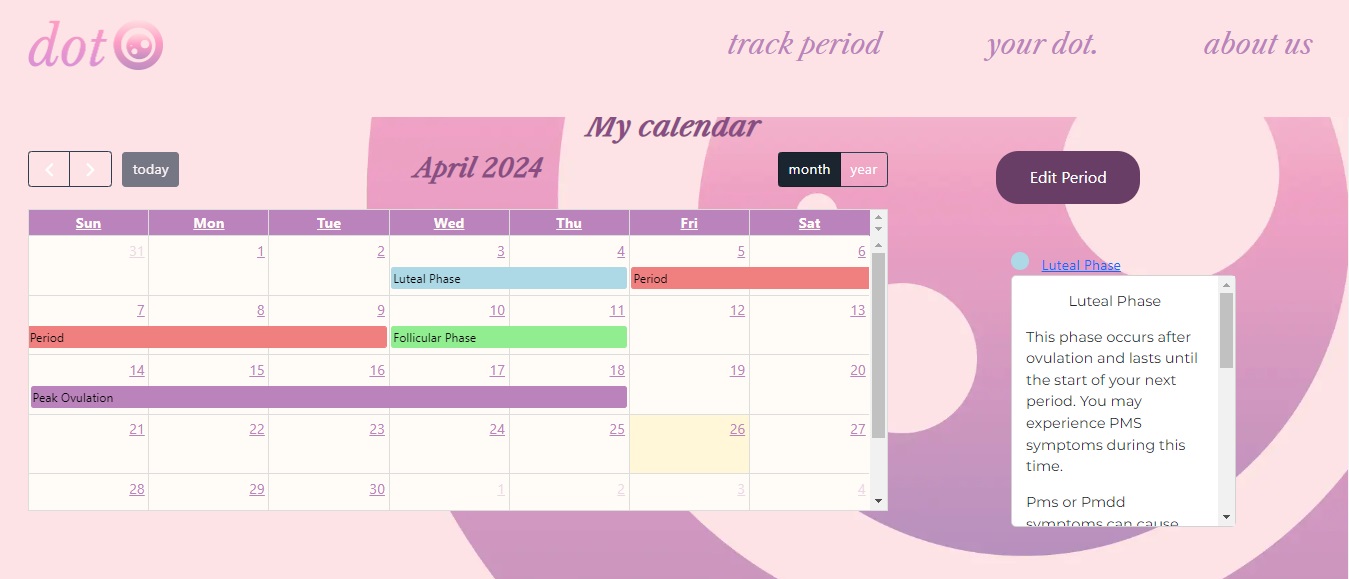 dot
track period
your dot.
about us
My calendar
today
April 2024
month
year
Edit Period
Sun Mon Tue Wed Thu Fri Sat
31 1 2 3 4 5 6
Luteal Phase
Period
7 8 9 10 11 12 13
Period
Follicular Phase
14 15 16 17 18 19 20
Peak Ovulation
21 22 23 24 25 26 27
28 29 30 1 2 3 4
Luteal Phase
Luteal Phase
This phase occurs after
ovulation and lasts until
the start of your next
period. You may
experience PMS
symptoms during this
time.
Pms or Pmdd
symptoms can cause